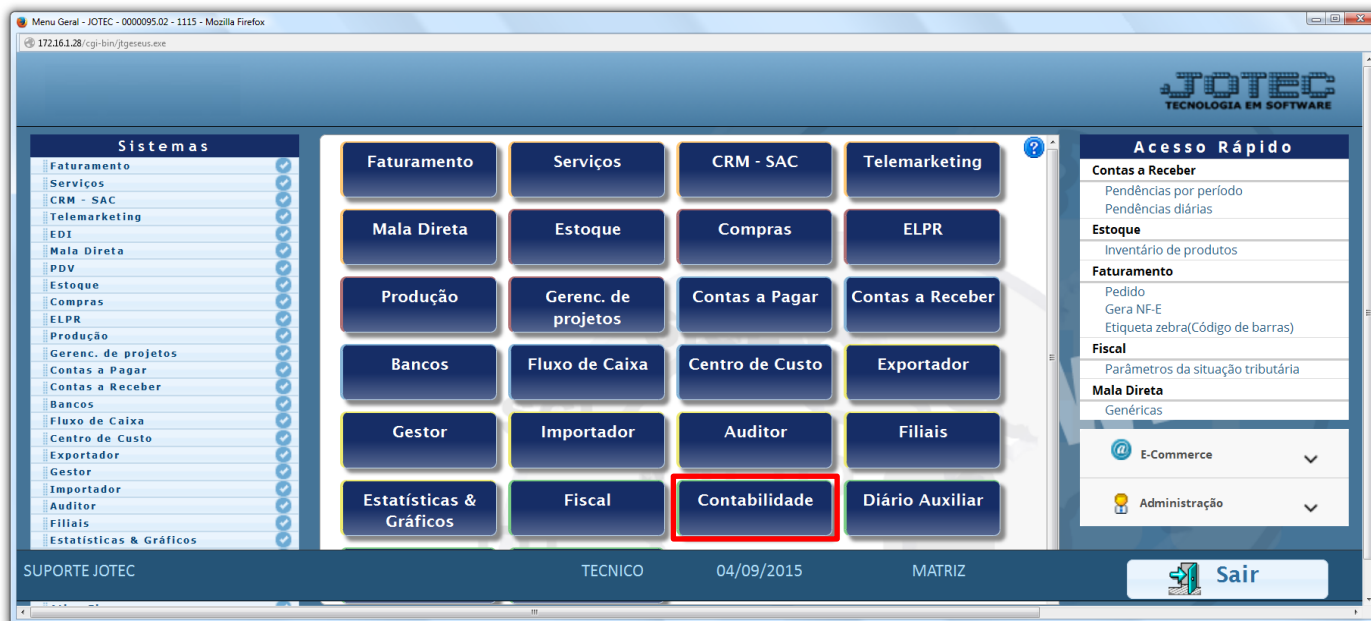 Menu Geral - JOTEC - 0000095.02 - 1115 - Mozilla Firefox
172.16.1.28/cgi-bin/jtgeseus.exe
JOTEC
TECNOLOGIA EM SOFTWARE
Sistemas
Faturamento
Serviços
CRM - SAC
Telemarketing
EDI
Mala Direta
PDV
Estoque
Compras
ELPR
Produção
Gerenc. de projetos
Contas a Pagar
Contas a Receber
Bancos
Fluxo de Caixa
Centro de Custo
Exportador
Gestor
Importador
Auditor
Filiais
Estatísticas & Gráficos
Faturamento
Serviços
CRM - SAC
Telemarketing
Mala Direta
Estoque
Compras
ELPR
Produção
Gerenc. de
projetos
Contas a Pagar
Contas a Receber
Bancos
Fluxo de Caixa
Centro de Custo
Exportador
Gestor
Importador
Auditor
Filiais
Estatísticas &
Gráficos
Fiscal
Contabilidade
Diário Auxiliar
?
Acesso Rápido
Contas a Receber
Pendências por período
Pendências diárias
Estoque
Inventário de produtos
Faturamento
Pedido
Gera NF-E
Etiqueta zebra(Código de barras)
Fiscal
Parâmetros da situação tributária
Mala Direta
Genéricas
@ E-Commerce
Administração
SUPORTE JOTEC TECNICO 04/09/2015 MATRIZ
Sair